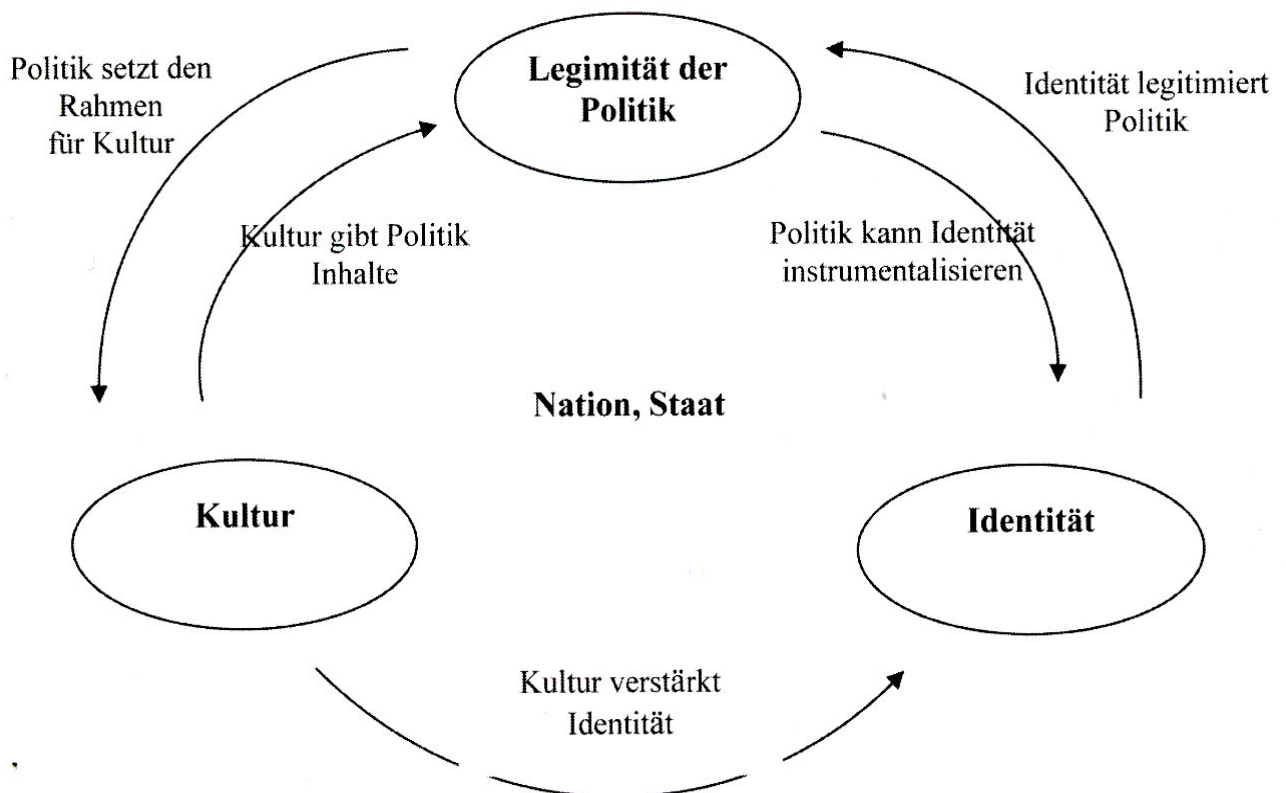 Politik setzt den
Rahmen
für Kultur
Legimität der
Politik
Identität legitimiert
Politik
Kultur gibt Politik
Inhalte
Politik kann Identität
instrumentalisieren
Nation, Staat
Kultur
Identität
Kultur verstärkt
Identität